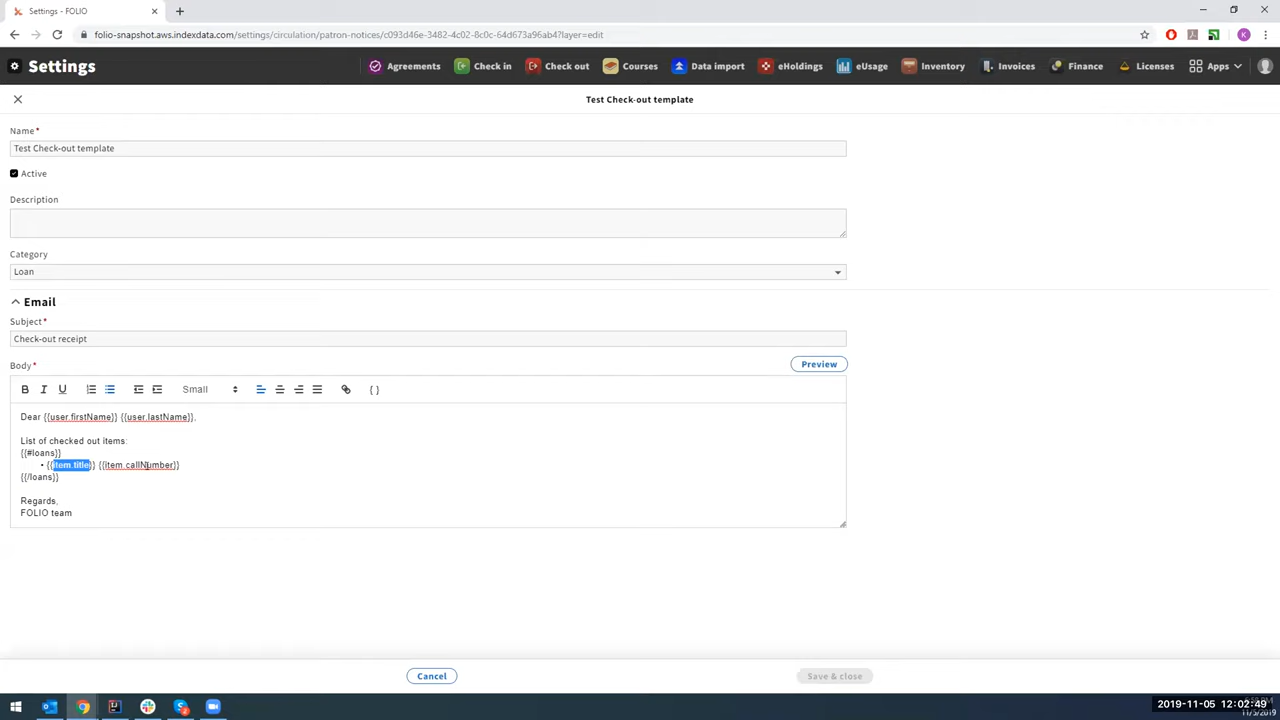 Settings - FOLIO
folio-snapshot.aws.indexdata.com/settings/circulation/patron-notices/c093d46e-3482-4c02-8c0c-64d673a96ab4?layer=edit
K
Settings Agreements Check in Check out Courses Data import eHoldings eUsage Inventory Invoices Finance Licenses Apps
Test Check-out template
Name*
Test Check-out template
Active
Description
Category
Loan
Email
Subject*
Check-out receipt
Body* Preview
B I U Small { }
Dear {{user.firstName}} {{user.lastName}},
List of checked out items:
{{#loans}}
• {{item.title}} {{item.callNumber}}
{{/loans}}
Regards,
FOLIO team
Cancel Save & close
2019-11-05 12:02:49
11/5/2019